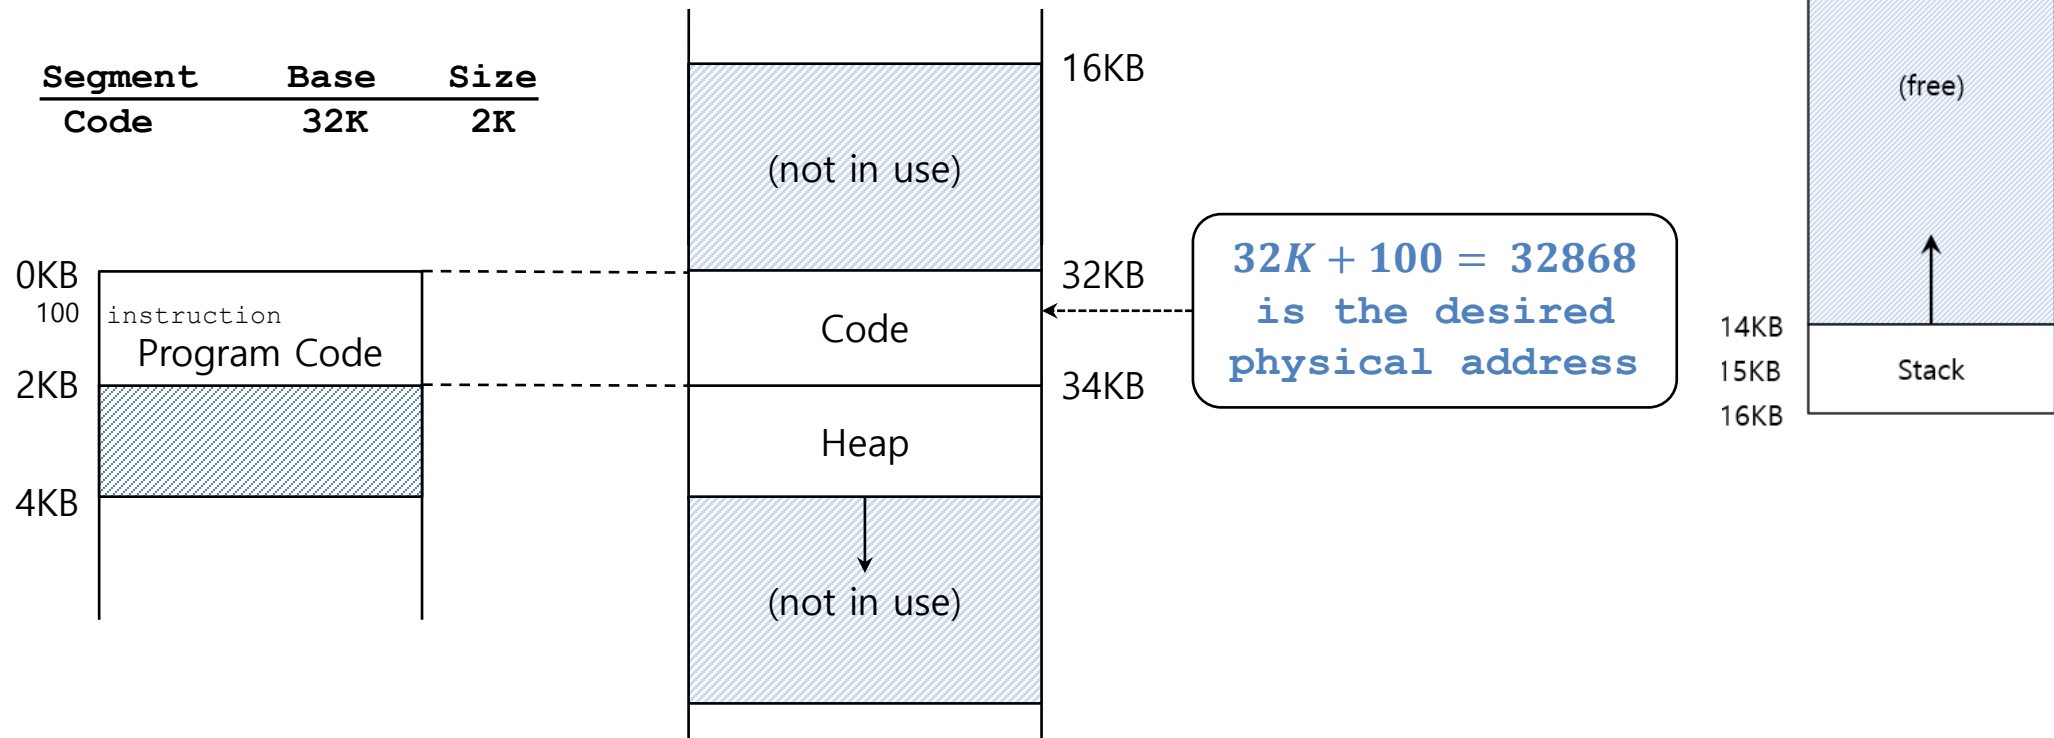 Segment Base Size
Code 32K 2K
0KB
100
instruction
Program Code
2KB
4KB
16KB
(not in use)
32KB
Code
34KB
Heap
(not in use)
32K + 100 = 32868
is the desired
physical address
(free)
14KB
15KB
Stack
16KB